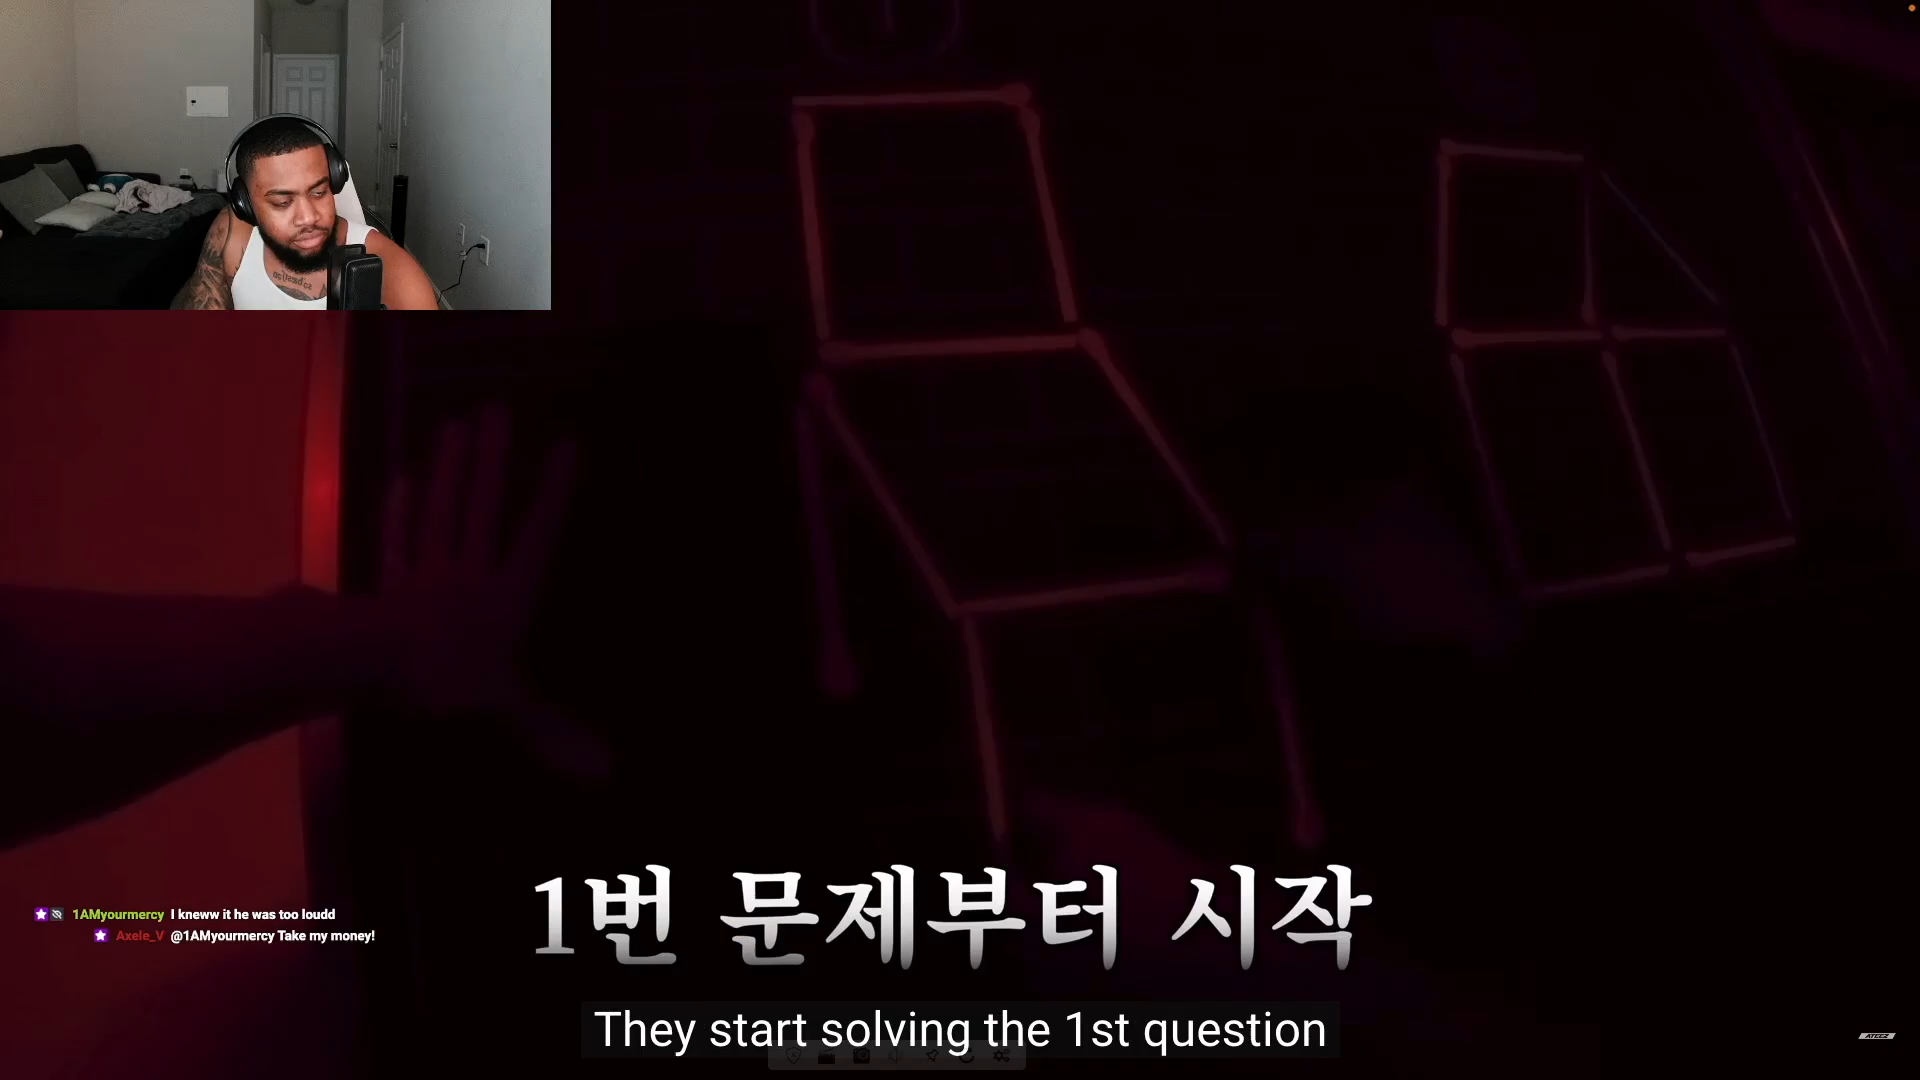 1AMyourmercy I kneww it he was too loudd
Axele_V @1AMyourmercy Take my money!
1번 문제부터 시작
They start solving the 1st question
ATEEZ